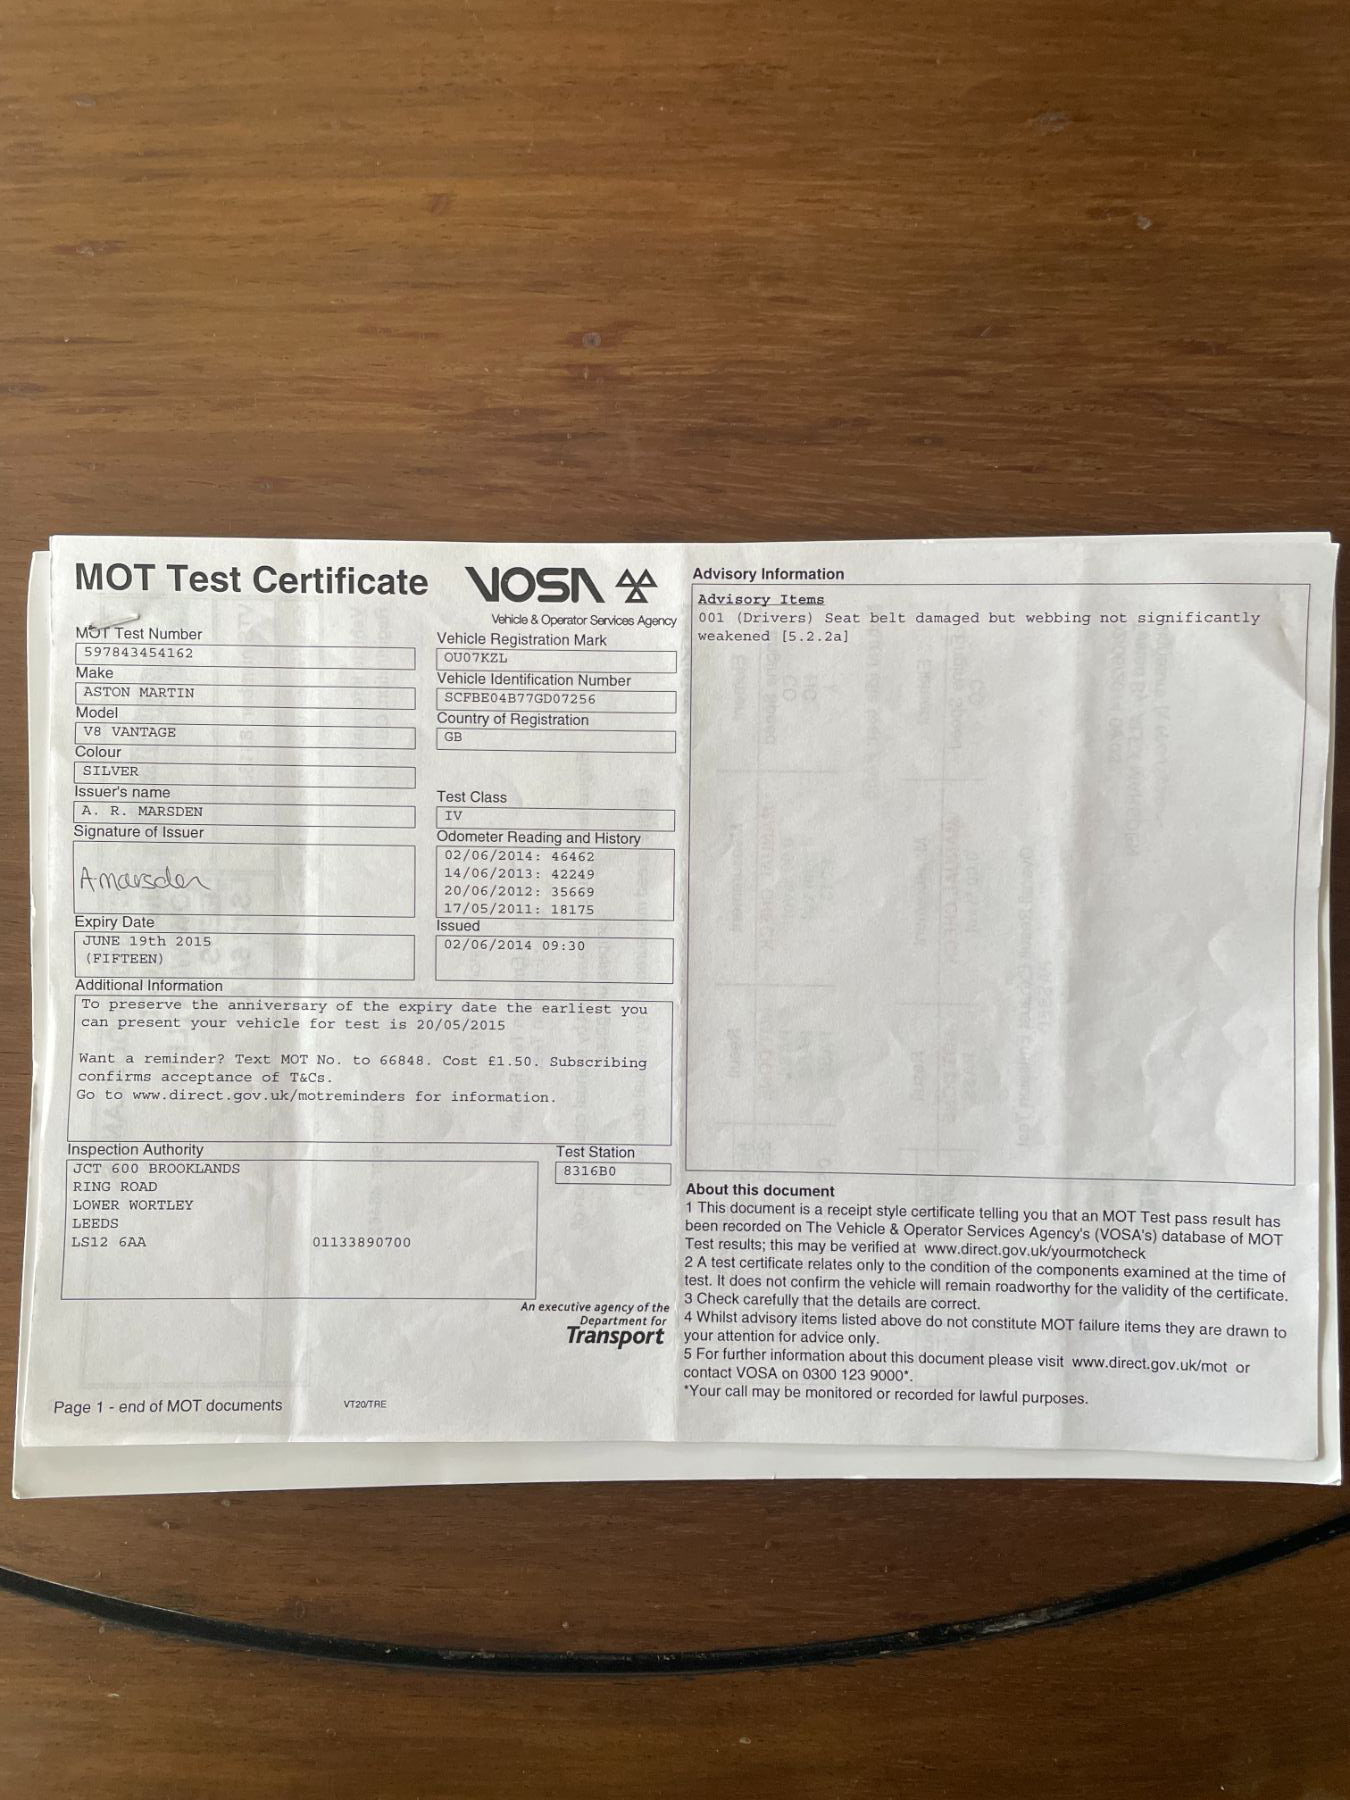 MOT Test Certificate
VOSA
Vehicle & Operator Services Agency
MOT Test Number
597843454162
Make
ASTON MARTIN
Model
V8 VANTAGE
Colour
SILVER
Issuer's name
A. R. MARSDEN
Signature of Issuer
A Marsden
Expiry Date
JUNE 19th 2015
(FIFTEEN)
Vehicle Registration Mark
OU07KZL
Vehicle Identification Number
SCFBE04B77GD07256
Country of Registration
GB
Test Class
IV
Odometer Reading and History
02/06/2014: 46462
14/06/2013: 42249
20/06/2012: 35669
17/05/2011: 18175
Issued
02/06/2014 09:30
Additional Information
To preserve the anniversary of the expiry date the earliest you
can present your vehicle for test is 20/05/2015
Want a reminder? Text MOT No. to 66848. Cost £1.50. Subscribing
confirms acceptance of T&Cs.
Go to www.direct.gov.uk/motreminders for information.
Inspection Authority
JCT 600 BROOKLANDS
RING ROAD
LOWER WORTLEY
LEEDS
LS12 6AA 01133890700
Test Station
8316B0
An executive agency of the
Department for
Transport
Page 1 - end of MOT documents
VT20/TRE
Advisory Information
Advisory Items
001 (Drivers) Seat belt damaged but webbing not significantly
weakened [5.2.2a]
About this document
1 This document is a receipt style certificate telling you that an MOT Test pass result has
been recorded on The Vehicle & Operator Services Agency's (VOSA's) database of MOT
Test results; this may be verified at www.direct.gov.uk/yourmotcheck
2 A test certificate relates only to the condition of the components examined at the time of
test. It does not confirm the vehicle will remain roadworthy for the validity of the certificate.
3 Check carefully that the details are correct.
4 Whilst advisory items listed above do not constitute MOT failure items they are drawn to
your attention for advice only.
5 For further information about this document please visit www.direct.gov.uk/mot or
contact VOSA on 0300 123 9000*.
*Your call may be monitored or recorded for lawful purposes.